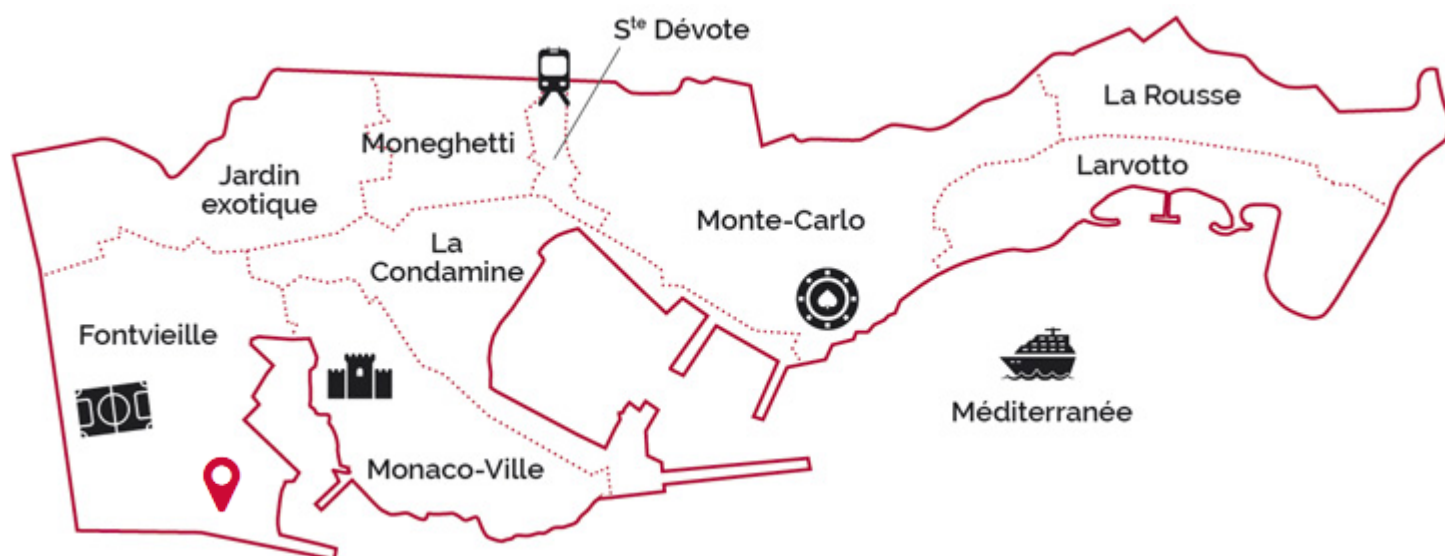 Sᵗᵉ Dévote
La Rousse
Moneghetti
Larvotto
Jardin
exotique
Monte-Carlo
La
Condamine
Fontvieille
Méditerranée
Monaco-Ville